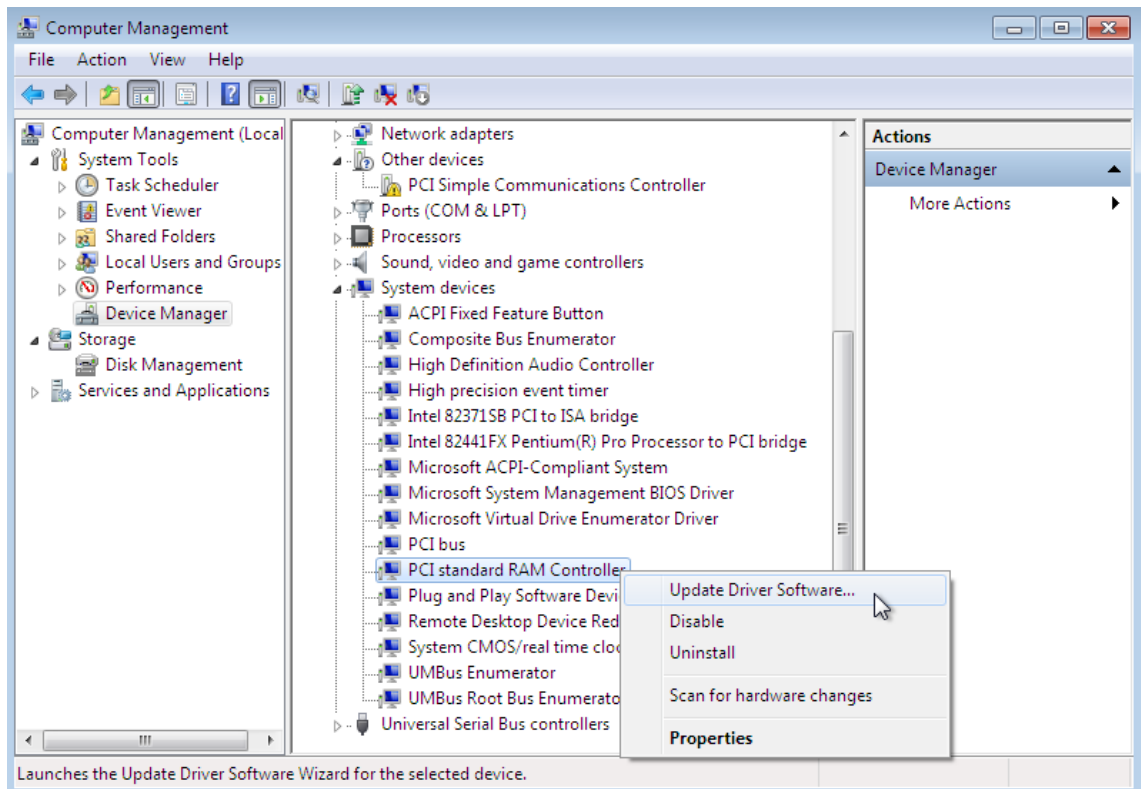 Computer Management
File Action View Help
Computer Management (Local
System Tools
Task Scheduler
Event Viewer
Shared Folders
Local Users and Groups
Performance
Device Manager
Storage
Disk Management
Services and Applications
Network adapters
Other devices
PCI Simple Communications Controller
Ports (COM & LPT)
Processors
Sound, video and game controllers
System devices
ACPI Fixed Feature Button
Composite Bus Enumerator
High Definition Audio Controller
High precision event timer
Intel 82371SB PCI to ISA bridge
Intel 82441FX Pentium(R) Pro Processor to PCI bridge
Microsoft ACPI-Compliant System
Microsoft System Management BIOS Driver
Microsoft Virtual Drive Enumerator Driver
PCI bus
PCI standard RAM Controller
Plug and Play Software Devi
Remote Desktop Device Red
System CMOS/real time clo
UMBus Enumerator
UMBus Root Bus Enumerato
Universal Serial Bus controllers
Update Driver Software...
Disable
Uninstall
Scan for hardware changes
Properties
Actions
Device Manager
More Actions
Launches the Update Driver Software Wizard for the selected device.